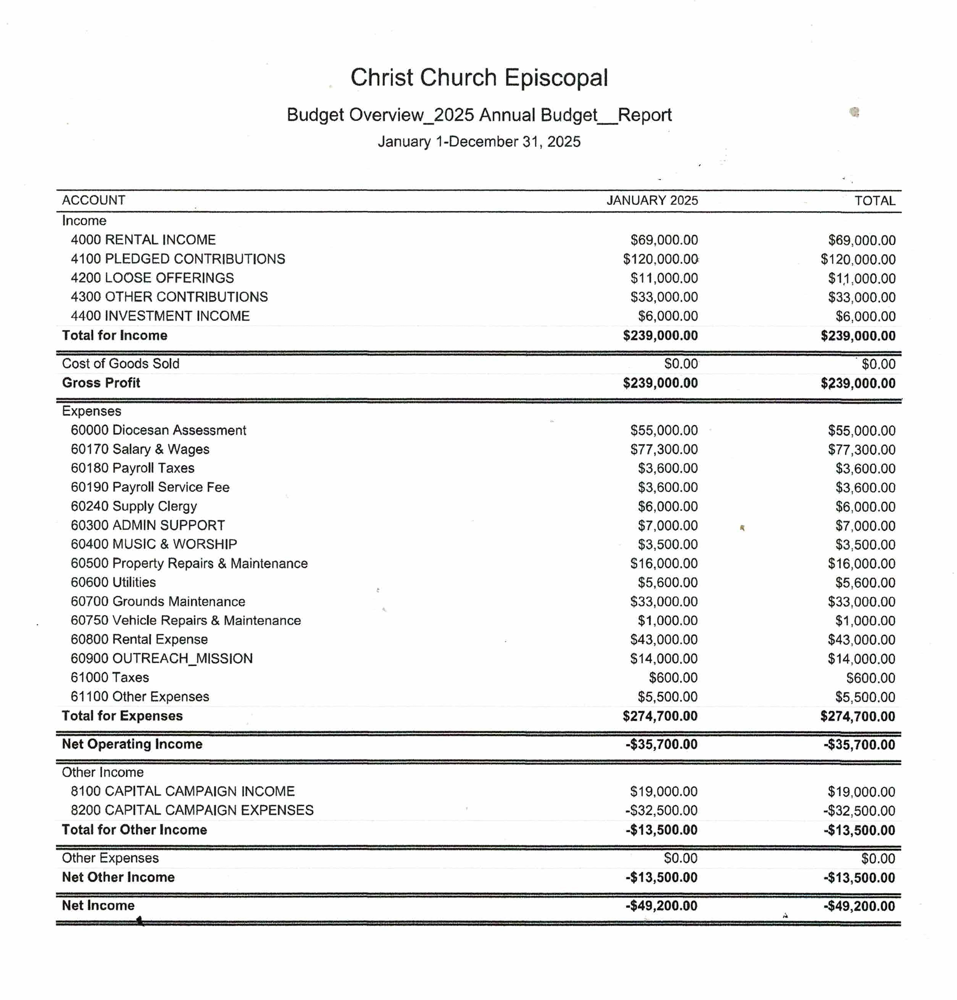 Christ Church Episcopal
Budget Overview_2025 Annual Budget__Report
January 1-December 31, 2025
ACCOUNT JANUARY 2025 TOTAL
Income
4000 RENTAL INCOME $69,000.00 $69,000.00
4100 PLEDGED CONTRIBUTIONS $120,000.00 $120,000.00
4200 LOOSE OFFERINGS $11,000.00 $11,000.00
4300 OTHER CONTRIBUTIONS $33,000.00 $33,000.00
4400 INVESTMENT INCOME $6,000.00 $6,000.00
Total for Income $239,000.00 $239,000.00
Cost of Goods Sold $0.00 $0.00
Gross Profit $239,000.00 $239,000.00
Expenses
60000 Diocesan Assessment $55,000.00 $55,000.00
60170 Salary & Wages $77,300.00 $77,300.00
60180 Payroll Taxes $3,600.00 $3,600.00
60190 Payroll Service Fee $3,600.00 $3,600.00
60240 Supply Clergy $6,000.00 $6,000.00
60300 ADMIN SUPPORT $7,000.00 $7,000.00
60400 MUSIC & WORSHIP $3,500.00 $3,500.00
60500 Property Repairs & Maintenance $16,000.00 $16,000.00
60600 Utilities $5,600.00 $5,600.00
60700 Grounds Maintenance $33,000.00 $33,000.00
60750 Vehicle Repairs & Maintenance $1,000.00 $1,000.00
60800 Rental Expense $43,000.00 $43,000.00
60900 OUTREACH_MISSION $14,000.00 $14,000.00
61000 Taxes $600.00 $600.00
61100 Other Expenses $5,500.00 $5,500.00
Total for Expenses $274,700.00 $274,700.00
Net Operating Income -$35,700.00 -$35,700.00
Other Income
8100 CAPITAL CAMPAIGN INCOME $19,000.00 $19,000.00
8200 CAPITAL CAMPAIGN EXPENSES -$32,500.00 -$32,500.00
Total for Other Income -$13,500.00 -$13,500.00
Other Expenses $0.00 $0.00
Net Other Income -$13,500.00 -$13,500.00
Net Income -$49,200.00 -$49,200.00